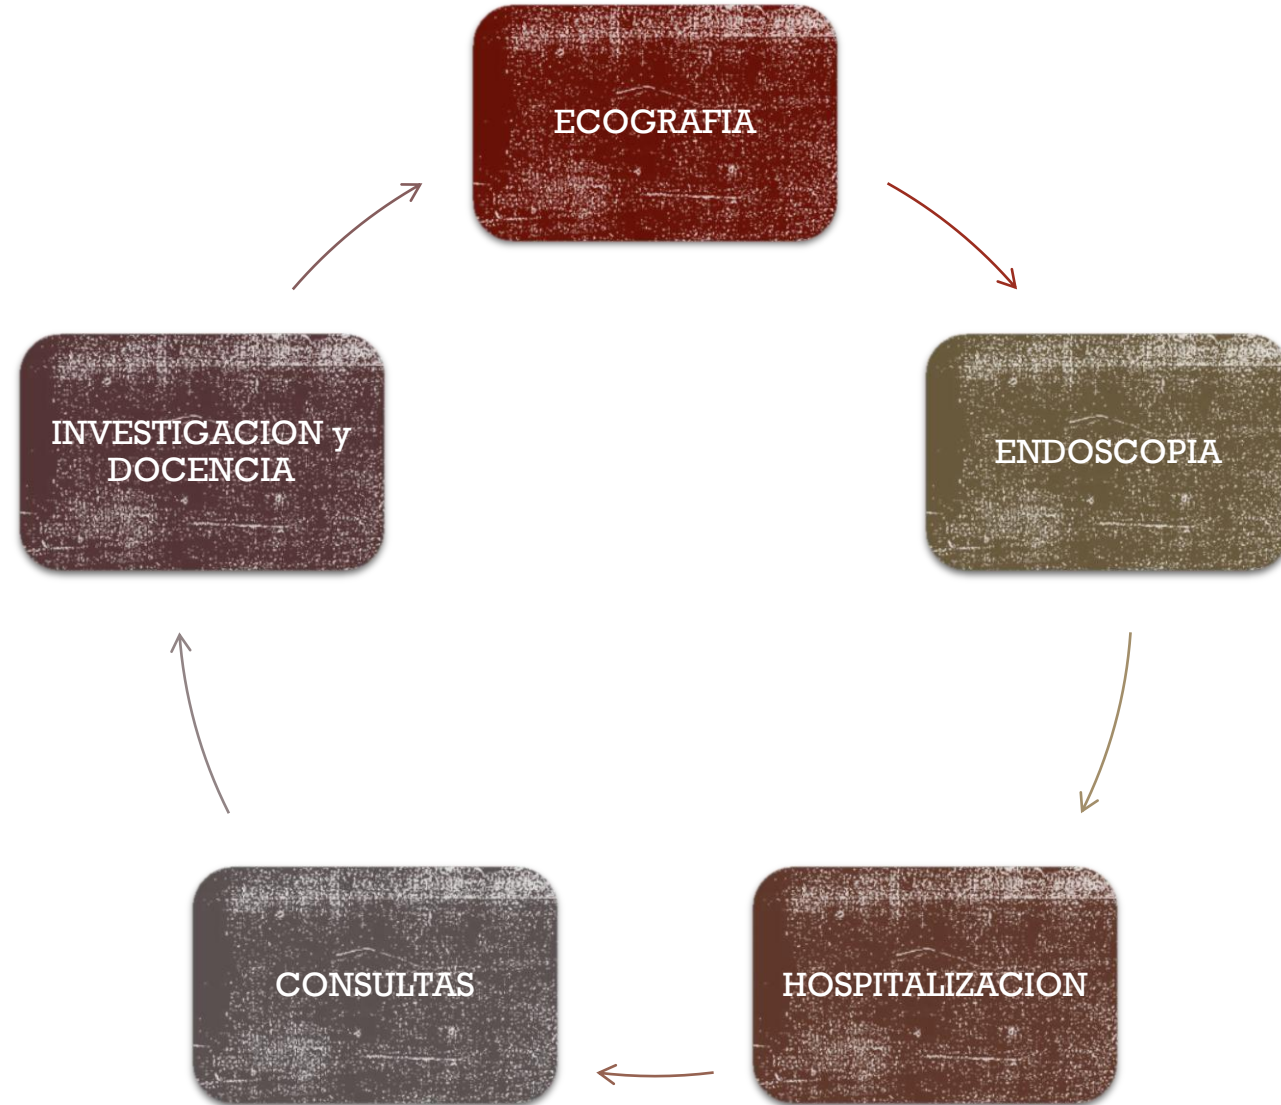 ECOGRAFIA
ENDOSCOPIA
HOSPITALIZACION
CONSULTAS
INVESTIGACION y
DOCENCIA